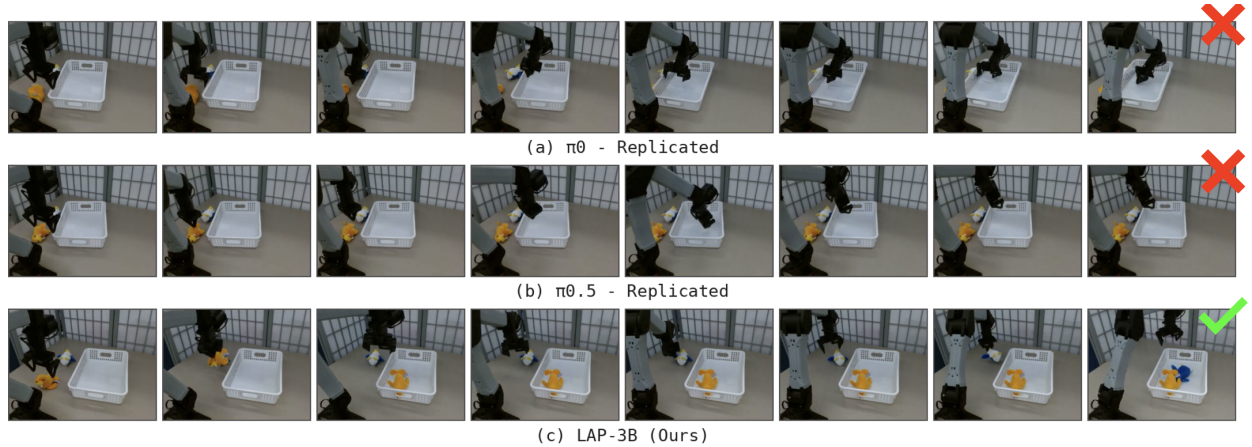 (a) π0 - Replicated
(b) π0.5 - Replicated
(c) LAP-3B (Ours)